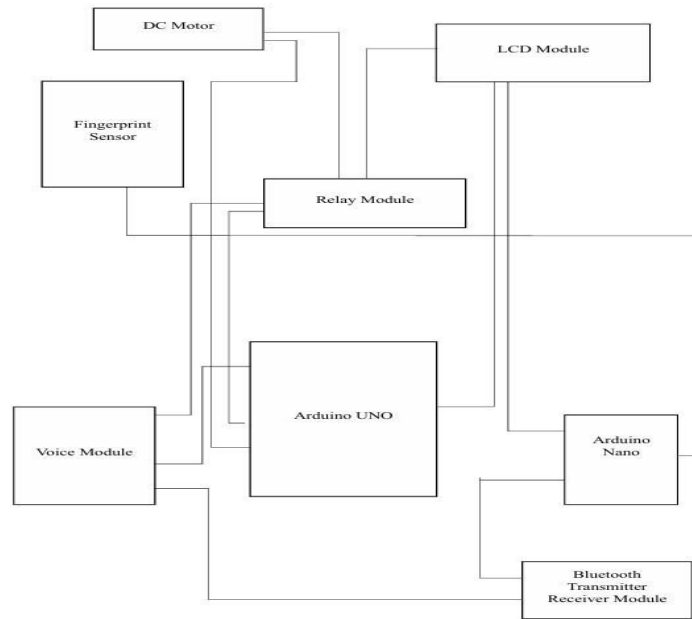 DC Motor
LCD Module
Fingerprint
Sensor
Relay Module
Arduino UNO
Voice Module
Arduino
Nano
Bluetooth
Transmitter
Receiver Module